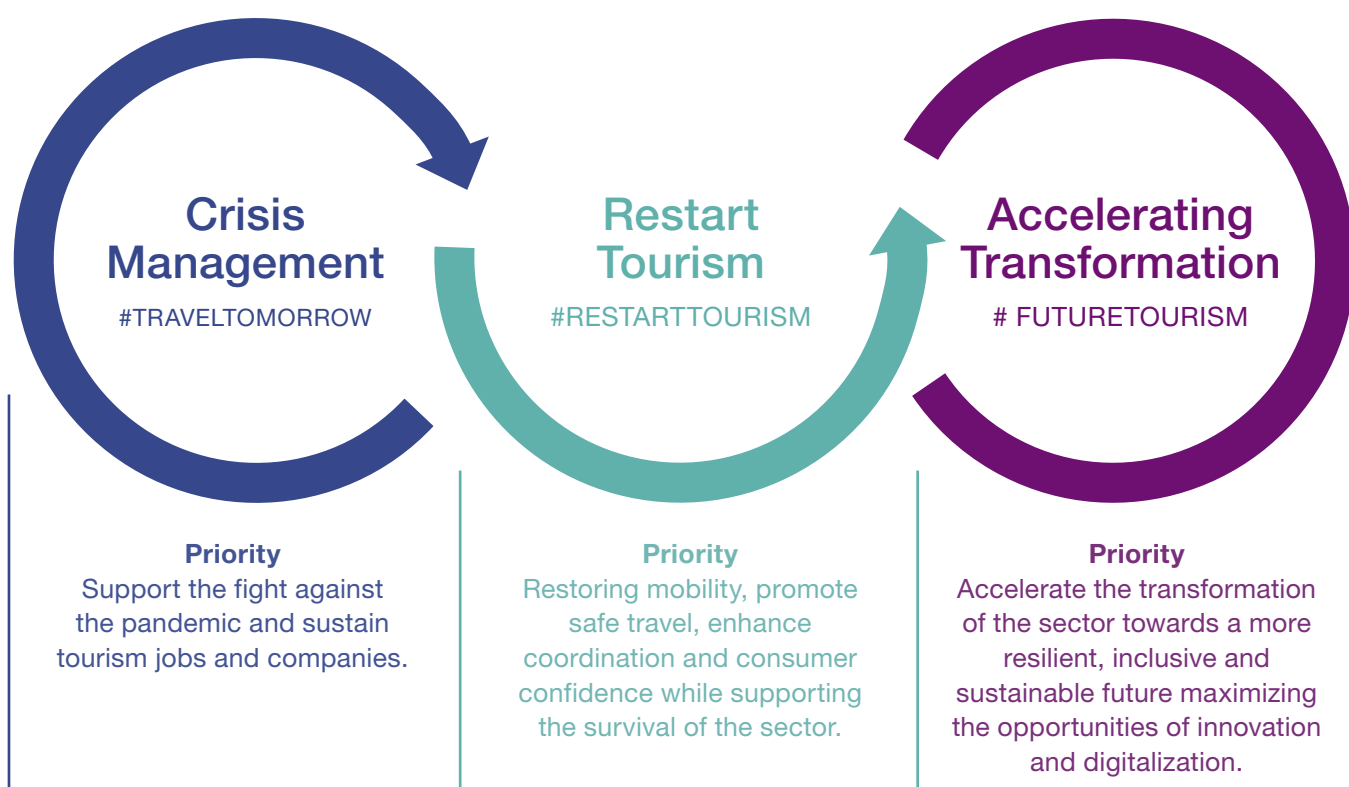 Crisis
Management
#TRAVELTOMORROW
Priority
Support the fight against
the pandemic and sustain
tourism jobs and companies.
Restart
Tourism
#RESTARTTOURISM
Priority
Restoring mobility, promote
safe travel, enhance
coordination and consumer
confidence while supporting
the survival of the sector.
Accelerating
Transformation
# FUTURETOURISM
Priority
Accelerate the transformation
of the sector towards a more
resilient, inclusive and
sustainable future maximizing
the opportunities of innovation
and digitalization.